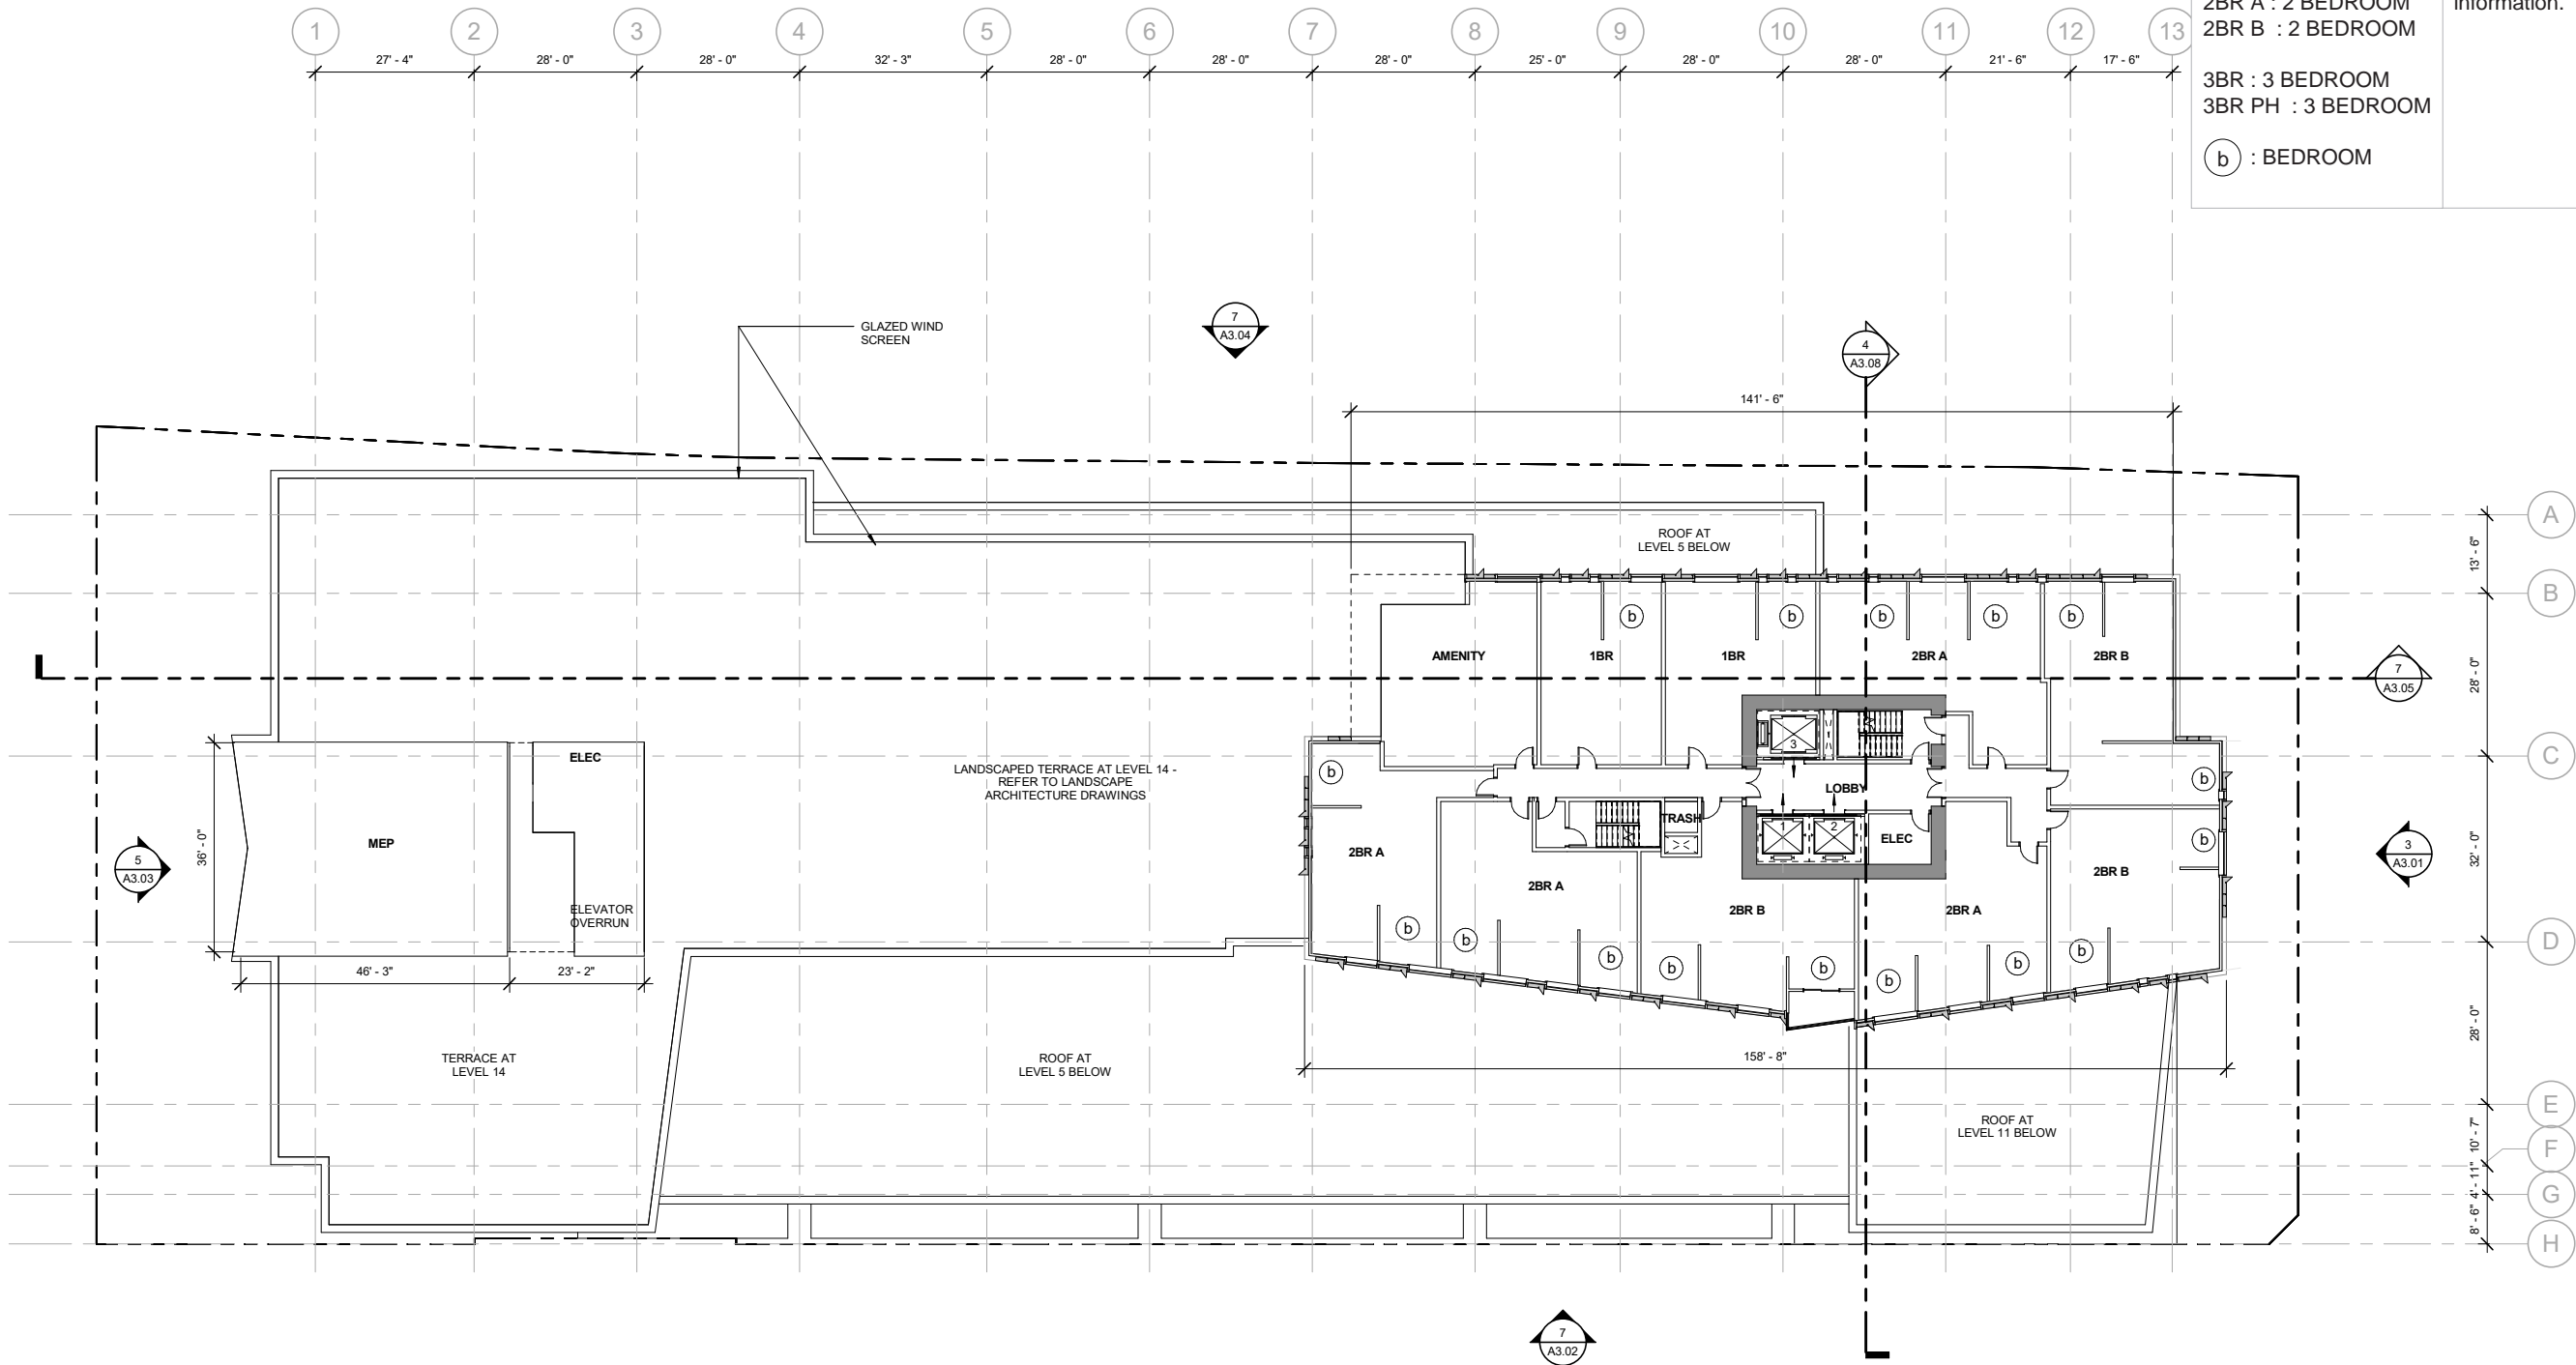 1 2 3 4 5 6 7 8 9 10 11 12 13
27' - 4" 28' - 0" 28' - 0" 32' - 3" 28' - 0" 28' - 0" 28' - 0" 25' - 0" 28' - 0" 28' - 0" 21' - 6" 17' - 6"
2BR A : 2 BEDROOM
2BR B : 2 BEDROOM
3BR : 3 BEDROOM
3BR PH : 3 BEDROOM
b : BEDROOM
information.
GLAZED WIND
SCREEN
7
A3.04
4
A3.08
141' - 6"
ROOF AT
LEVEL 5 BELOW
A
13' - 6"
B
b b b b b
AMENITY 1BR 1BR 2BR A 2BR B
7
A3.05
28' - 0"
3
C
ELEC
LANDSCAPED TERRACE AT LEVEL 14 -
REFER TO LANDSCAPE
ARCHITECTURE DRAWINGS
b
b
LOBBY
TRASH
1 2
ELEC
b
MEP
36' - 0"
5
A3.03
2BR A
2BR A
2BR B
2BR A
2BR B
3
A3.01
32' - 0"
ELEVATOR
OVERRUN
b b b b b b b b
D
46' - 3" 23' - 2"
28' - 0"
TERRACE AT
LEVEL 14
ROOF AT
LEVEL 5 BELOW
158' - 8"
E
ROOF AT
LEVEL 11 BELOW
10' - 7"
F
4' - 11"
G
8' - 6"
H
7
A3.02